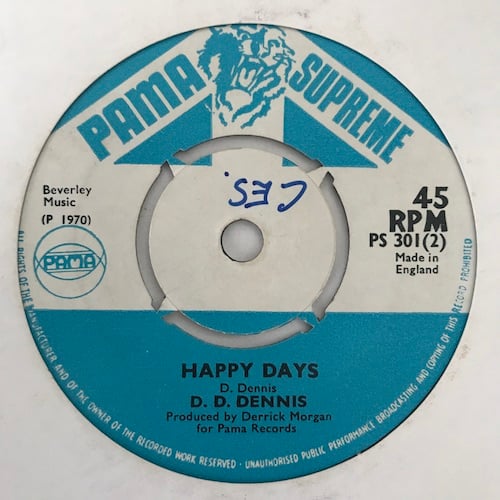 PAMA SUPREME
CES.
Beverley
Music
(P 1970)
PAMA
45
RPM
PS 301(2)
Made in
England
HAPPY DAYS
D. Dennis
D. D. DENNIS
Produced by Derrick Morgan
for Pama Records
ALL RIGHTS OF THE MANUFACTURER AND OF THE OWNER OF THE RECORDED WORK RESERVED · UNAUTHORISED PUBLIC PERFORMANCE BROADCASTING AND COPYING OF THIS RECORD PROHIBITED